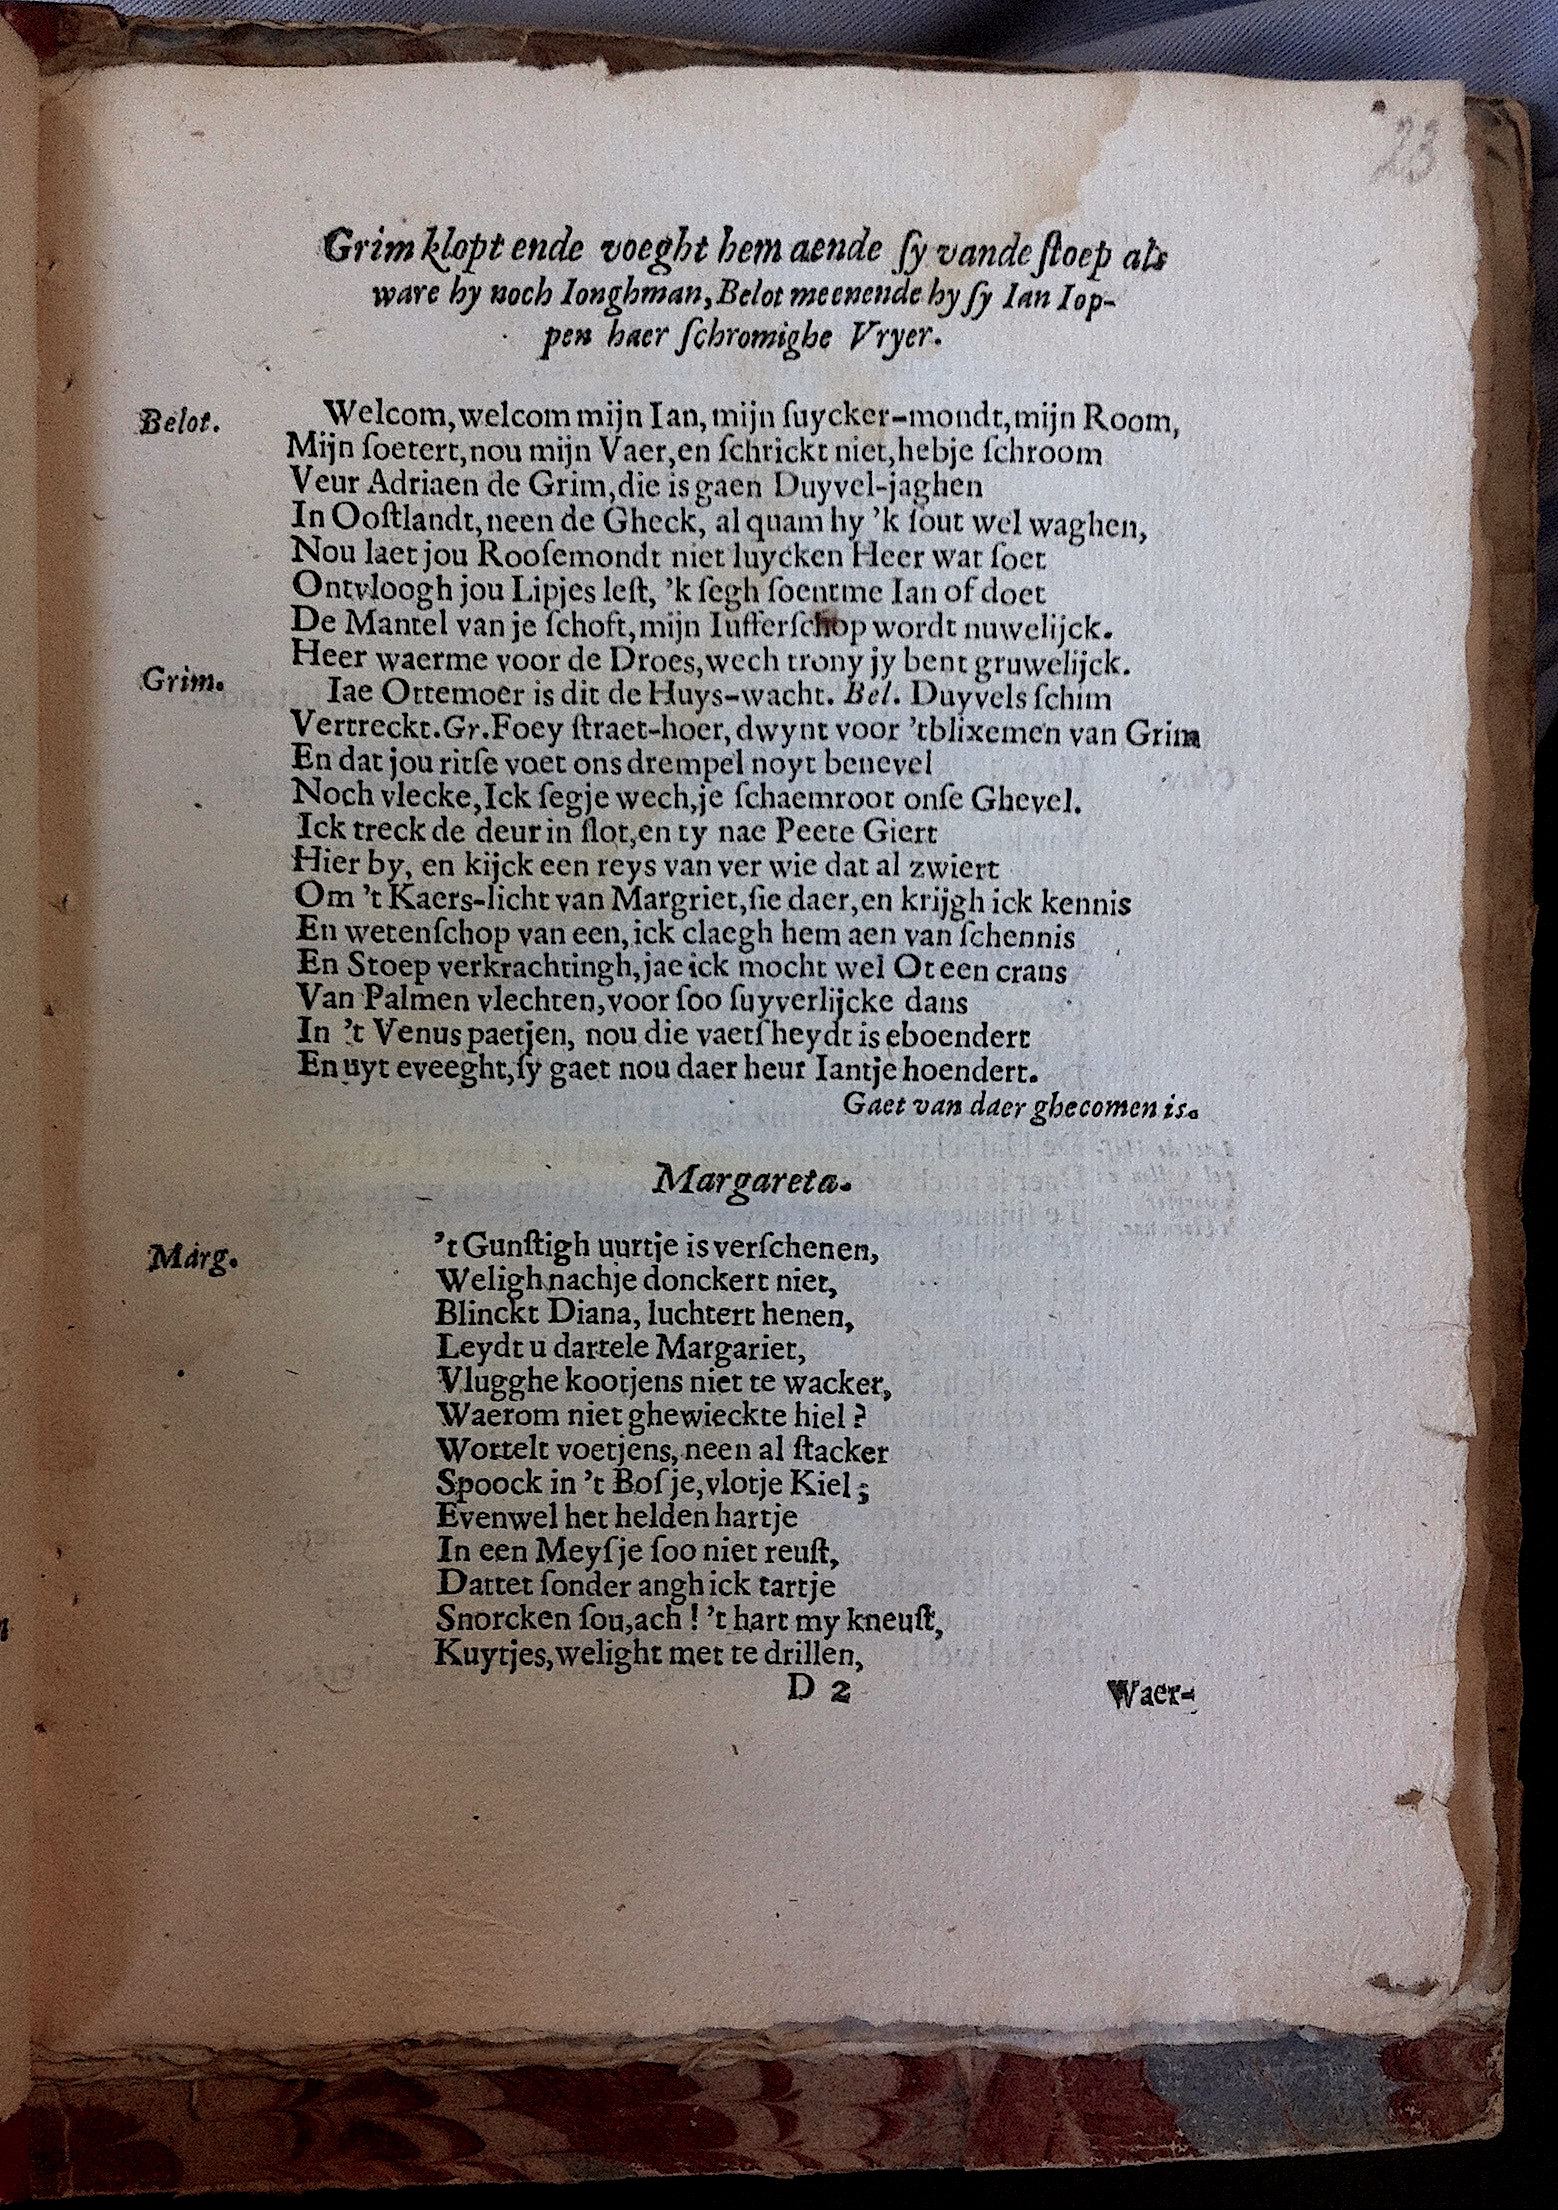 23
Grim klopt ende voeght hem aende ſy vande ſtoep als
ware hy noch Ionghman, Belot meenende hy ſy Ian Iop-
pen haer ſchromighe Vryer.
Belot. Welcom, welcom mijn Ian, mijn ſuycker-mondt, mijn Room,
Mijn ſoetert, nou mijn Vaer, en ſchrickt niet, hebje ſchroom
Veur Adriaen de Grim, die is gaen Duyvel-jaghen
In Ooſtlandt, neen de Gheck, al quam hy 'k ſout wel waghen,
Nou laet jou Rooſemondt niet luycken Heer wat ſoet
Ontvloogh jou Lipjes leſt, 'k ſegh ſoentme Ian of doet
De Mantel van je ſchoft, mijn Iufferſchop wordt nuwelijck.
Heer waerme voor de Droes, wech trony jy bent gruwelijck.
Grim. Iae Ottemoer is dit de Huys-wacht. Bel. Duyvels ſchim
Vertreckt. Gr. Foey ſtraet-hoer, dwynt voor 'tblixemen van Grim
En dat jou ritſe voet ons drempel noyt benevel
Noch vlecke, Ick ſegje wech, je ſchaemroot onſe Ghevel.
Ick treck de deur in ſlot, en ty nae Peete Giert
Hier by, en kijck een reys van ver wie dat al zwiert
Om 't Kaers-licht van Margriet, ſie daer, en krijgh ick kennis
En wetenſchop van een, ick claegh hem aen van ſchennis
En Stoep verkrachtingh, jae ick mocht wel Ot een crans
Van Palmen vlechten, voor ſoo ſuyverlijcke dans
In 't Venus paetjen, nou die vaetſheydt is eboendert
En uyt eveeght, ſy gaet nou daer heur Iantje hoendert.
Gaet van daer ghecomen is.
Margareta.
Marg. 't Gunſtigh uurtje is verſchenen,
Weligh nachje donckert niet,
Blinckt Diana, luchtert henen,
Leydt u dartele Margariet,
Vlugghe kootjens niet te wacker,
Waerom niet ghewieckte hiel?
Wortelt voetjens, neen al ſtacker
Spoock in 't Boſje, vlotje Kiel;
Evenwel het helden hartje
In een Meyſje ſoo niet reuſt,
Dattet ſonder angh ick tartje
Snorcken ſou, ach! 't hart my kneuſt,
Kuytjes, welight met te drillen,
D 2 Waer-